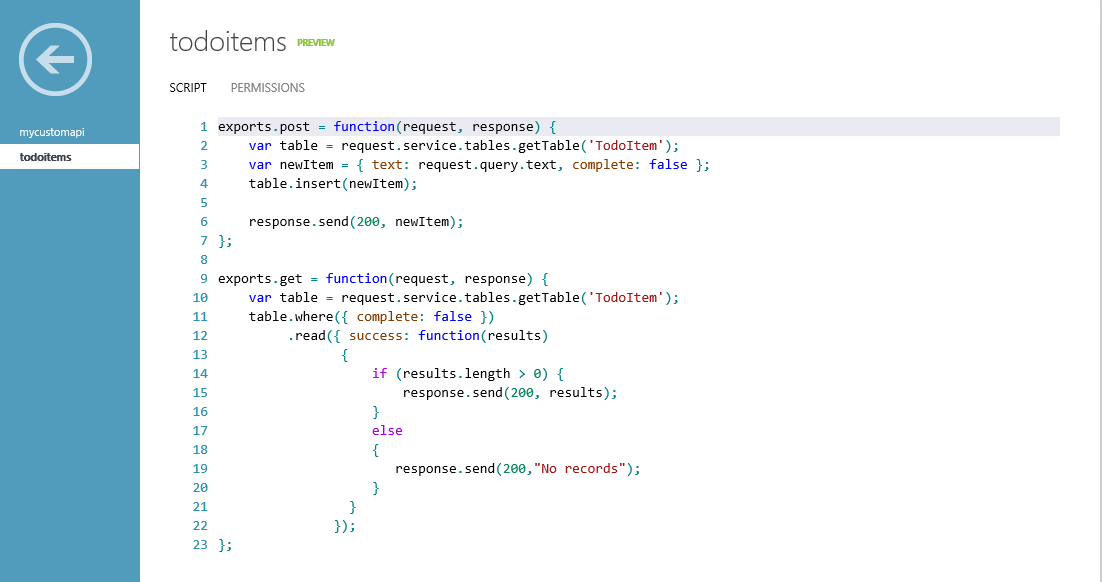 todoitems PREVIEW
SCRIPT PERMISSIONS
mycustomapi
todoitems
1 exports.post = function(request, response) {
2     var table = request.service.tables.getTable('TodoItem');
3     var newItem = { text: request.query.text, complete: false };
4     table.insert(newItem);
5
6     response.send(200, newItem);
7 };
8
9 exports.get = function(request, response) {
10     var table = request.service.tables.getTable('TodoItem');
11     table.where({ complete: false })
12          .read({ success: function(results)
13                 {
14                     if (results.length > 0) {
15                         response.send(200, results);
16                     }
17                     else
18                     {
19                        response.send(200,"No records");
20                     }
21                  }
22                });
23 };